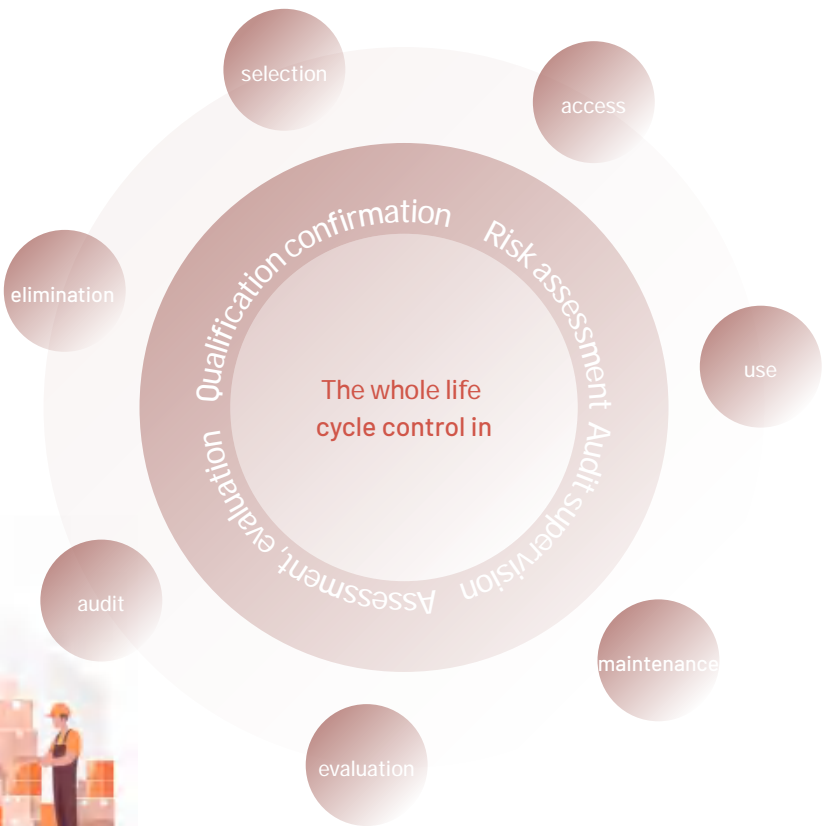 selection
access
use
maintenance
evaluation
audit
elimination
Qualification confirmation
Risk assessment
Audit supervision
Assessment, evaluation
The whole life
cycle control in